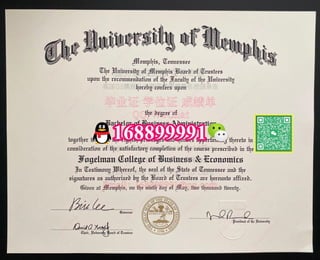 The University of Memphis
Memphis, Tennessee
The University of Memphis Board of Trustees
upon the recommendation of the Faculty of the University
hereby confers upon
毕业证 学位证 成绩单
the degree of
Bachelor of Business Administration
1688999991
together
consideration of the satisfactory completion of the course prescribed in the
Fogelman College of Business & Economics
In Testimony Whereof, the seal of the State of Tennessee and the
signatures as authorized by the Board of Trustees are hereunto affixed.
Given at Memphis, on the ninth day of May, two thousand twenty.
President of the University
Chair, University Board of Trustees